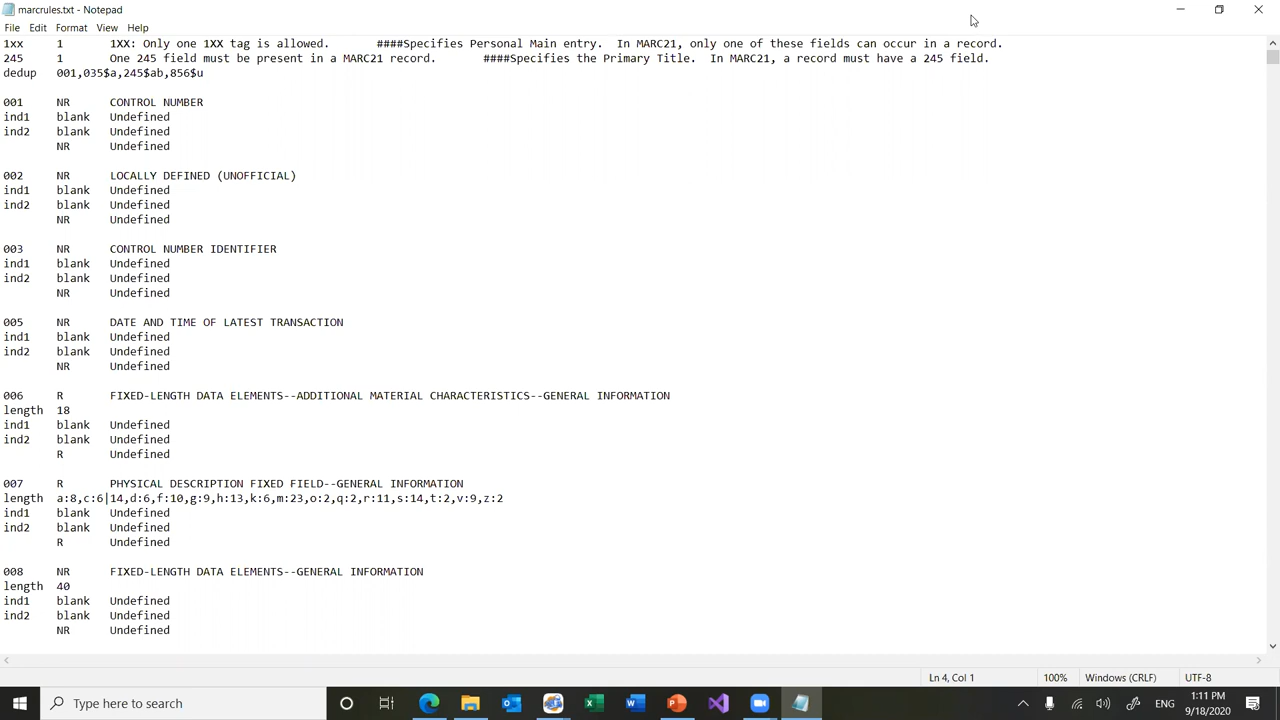 marcrules.txt - Notepad
File Edit Format View Help
1xx 1 1XX: Only one 1XX tag is allowed. ####Specifies Personal Main entry. In MARC21, only one of these fields can occur in a record.
245 1 One 245 field must be present in a MARC21 record. ####Specifies the Primary Title. In MARC21, a record must have a 245 field.
dedup 001,035$a,245$ab,856$u
001 NR CONTROL NUMBER
ind1 blank Undefined
ind2 blank Undefined
NR Undefined
002 NR LOCALLY DEFINED (UNOFFICIAL)
ind1 blank Undefined
ind2 blank Undefined
NR Undefined
003 NR CONTROL NUMBER IDENTIFIER
ind1 blank Undefined
ind2 blank Undefined
NR Undefined
005 NR DATE AND TIME OF LATEST TRANSACTION
ind1 blank Undefined
ind2 blank Undefined
NR Undefined
006 R FIXED-LENGTH DATA ELEMENTS--ADDITIONAL MATERIAL CHARACTERISTICS--GENERAL INFORMATION
length 18
ind1 blank Undefined
ind2 blank Undefined
R Undefined
007 R PHYSICAL DESCRIPTION FIXED FIELD--GENERAL INFORMATION
length a:8,c:6|14,d:6,f:10,g:9,h:13,k:6,m:23,o:2,q:2,r:11,s:14,t:2,v:9,z:2
ind1 blank Undefined
ind2 blank Undefined
R Undefined
008 NR FIXED-LENGTH DATA ELEMENTS--GENERAL INFORMATION
length 40
ind1 blank Undefined
ind2 blank Undefined
NR Undefined
Ln 4, Col 1 100% Windows (CRLF) UTF-8
Type here to search
ENG
1:11 PM
9/18/2020